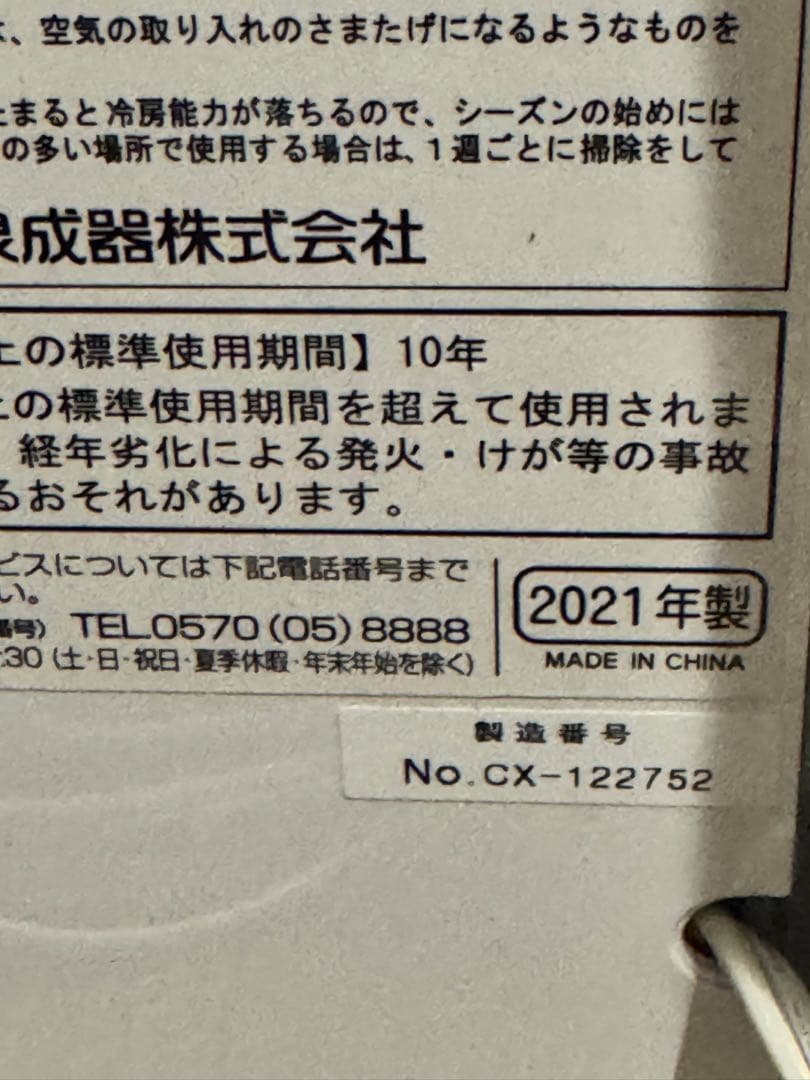 、空気の取り入れのさまたげになるようなものを
まると冷房能力が落ちるので、シーズンの始めには
の多い場所で使用する場合は、1週ごとに掃除をして
泉成器株式会社
上の標準使用期間】10年
上の標準使用期間を超えて使用されま
経年劣化による発火・けが等の事故
るおそれがあります。
ビスについては下記電話番号まで
い。
番号) TEL.0570(05)8888
:30(土・日・祝日・夏季休暇・年末年始を除く)
2021年製
MADE IN CHINA
製造番号
No.CX-122752